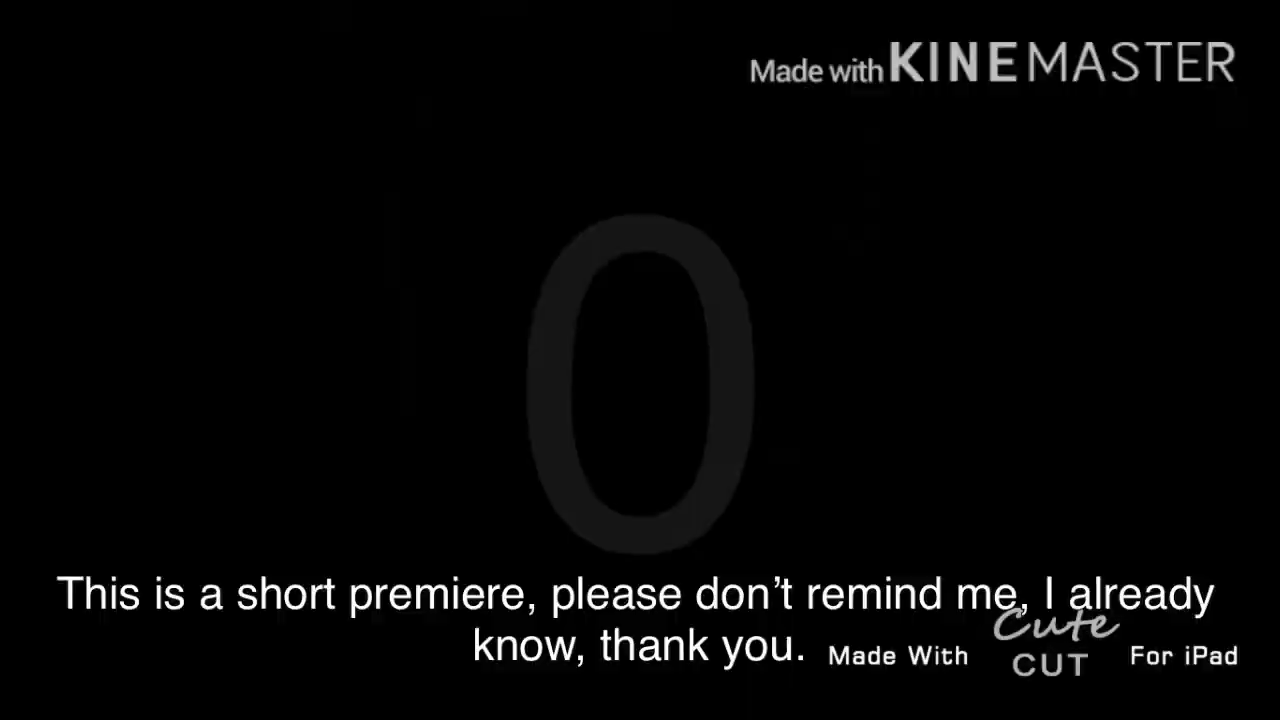 Made with KINEMASTER
0
This is a short premiere, please don’t remind me, I already
know, thank you.
Made With Cute CUT For iPad